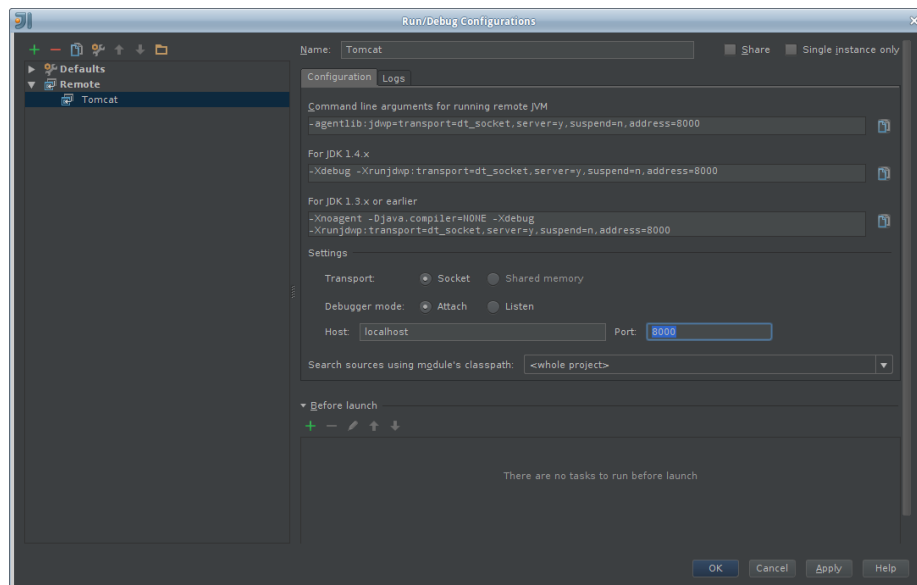 Run/Debug Configurations
Name: Tomcat Share Single instance only
Defaults
Remote
Tomcat
Configuration Logs
Command line arguments for running remote JVM
-agentlib:jdwp=transport=dt_socket,server=y,suspend=n,address=8000
For JDK 1.4.x
-Xdebug -Xrunjdwp:transport=dt_socket,server=y,suspend=n,address=8000
For JDK 1.3.x or earlier
-Xnoagent -Djava.compiler=NONE -Xdebug
-Xrunjdwp:transport=dt_socket,server=y,suspend=n,address=8000
Settings
Transport: Socket Shared memory
Debugger mode: Attach Listen
Host: localhost Port: 8000
Search sources using module's classpath: <whole project>
Before launch
There are no tasks to run before launch
OK Cancel Apply Help